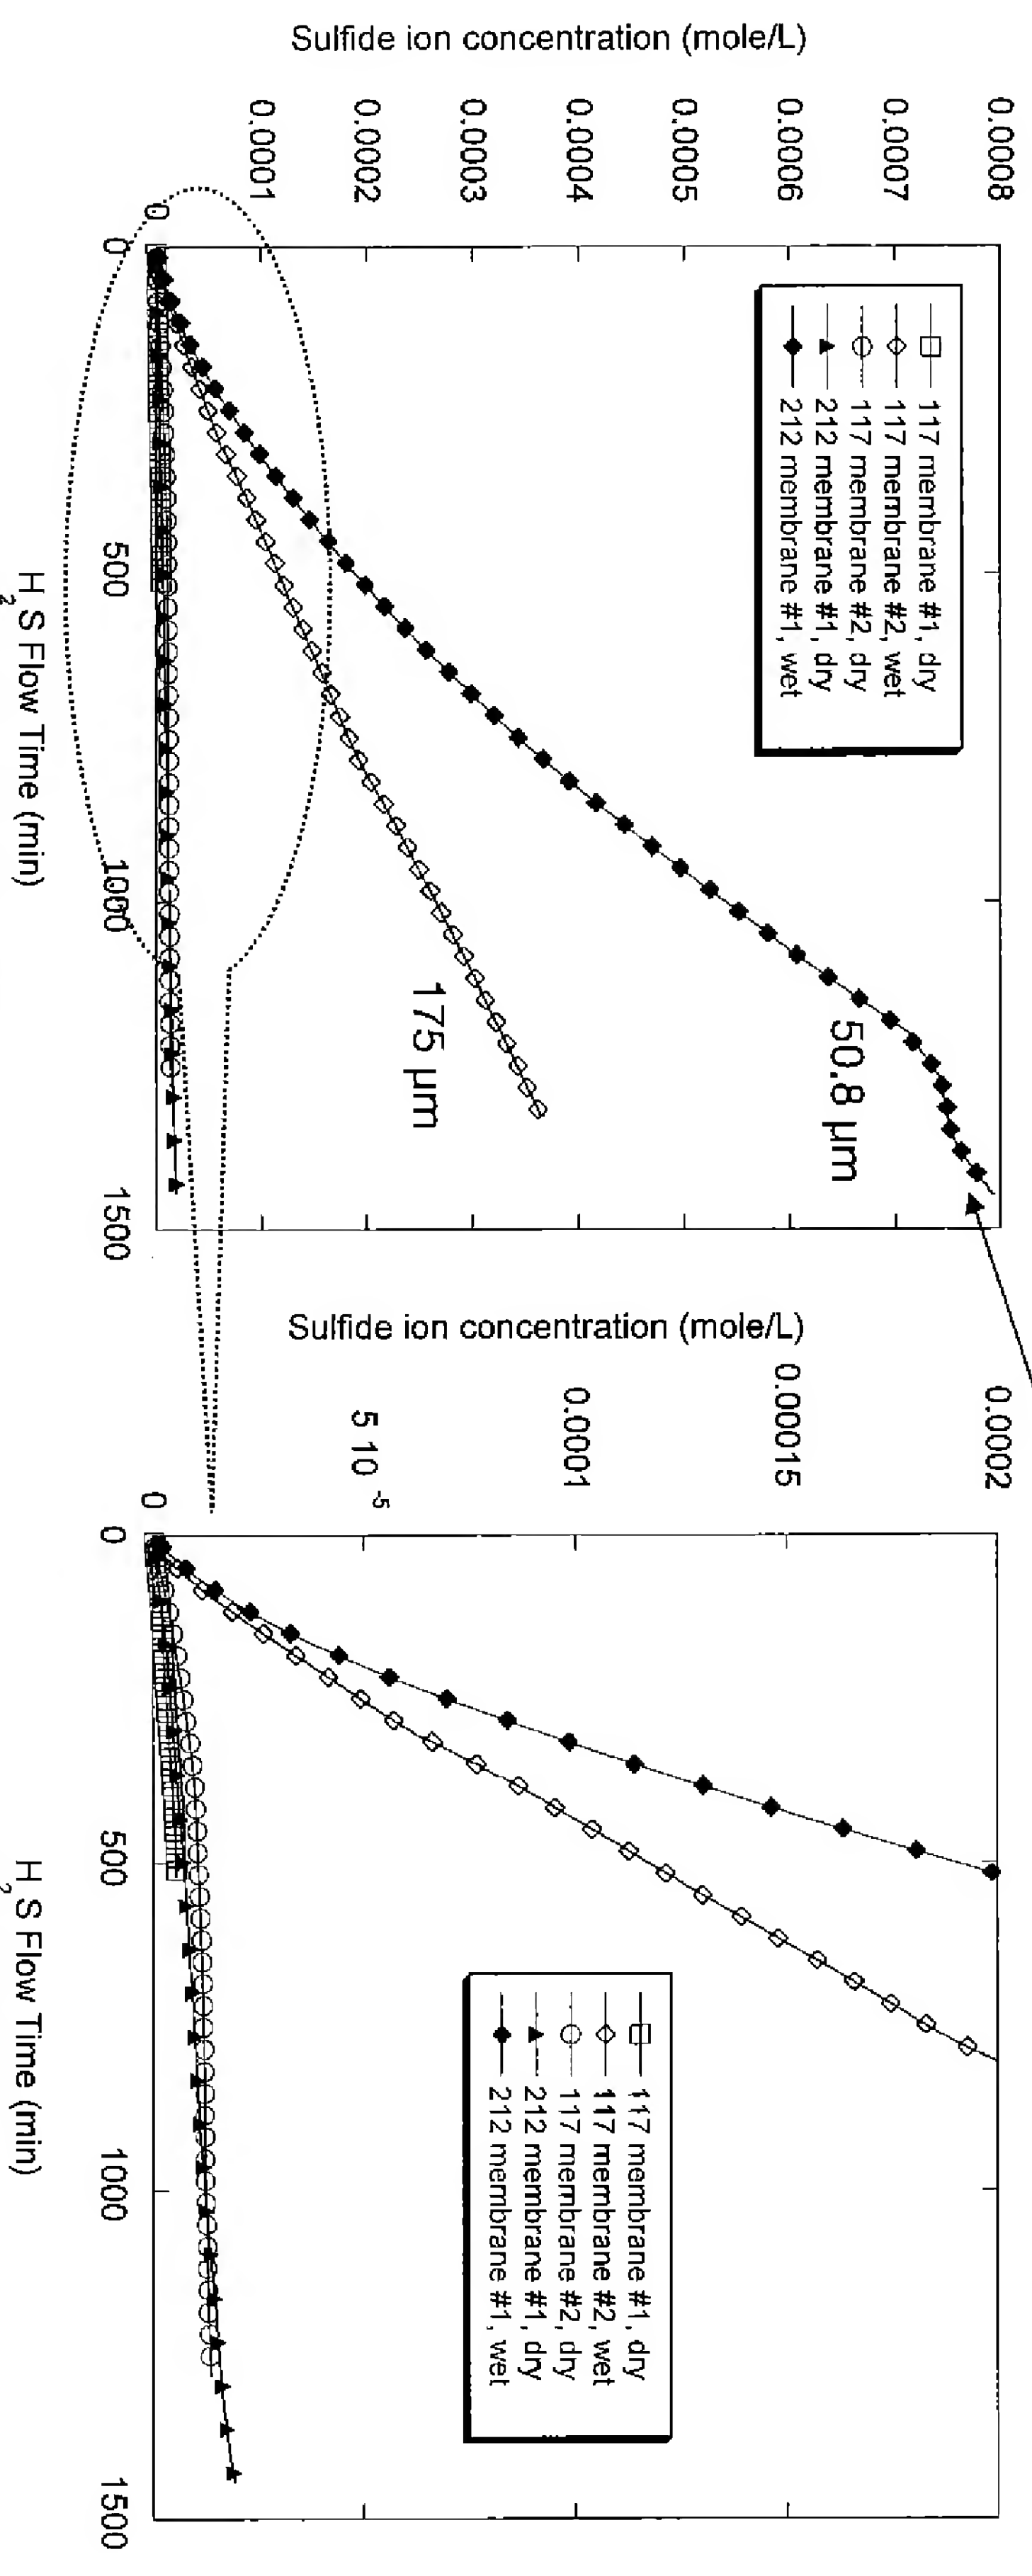 Sulfide ion concentration (mole/L)
0.0008
0.0007
0.0006
0.0005
0.0004
0.0003
0.0002
0.0001
0
0
500
1000
1500
H2S Flow Time (min)
117 membrane #1, dry
117 membrane #2, wet
117 membrane #2, dry
212 membrane #1, dry
212 membrane #1, wet
50.8 µm
175 µm
Sulfide ion concentration (mole/L)
0.0002
0.00015
0.0001
5 10-5
0
0
500
1000
1500
H2S Flow Time (min)
117 membrane #1, dry
117 membrane #2, wet
117 membrane #2, dry
212 membrane #1, dry
212 membrane #1, wet